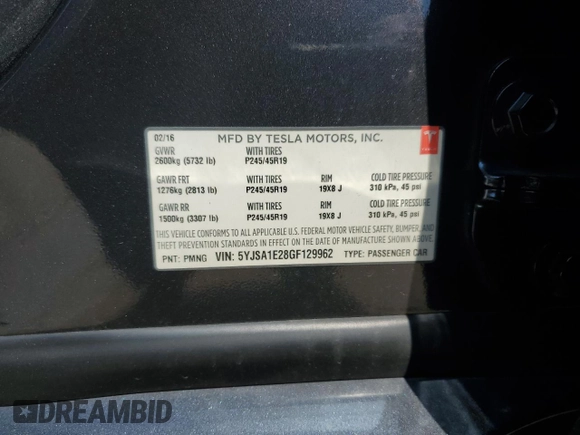 02/16 MFD BY TESLA MOTORS, INC.
GVWR WITH TIRES
2600kg (5732 lb) P245/45R19
GAWR FRT WITH TIRES RIM COLD TIRE PRESSURE
1276kg (2813 lb) P245/45R19 19X8 J 310 kPa, 45 psi
GAWR RR WITH TIRES RIM COLD TIRE PRESSURE
1500kg (3307 lb) P245/45R19 19X8 J 310 kPa, 45 psi
THIS VEHICLE CONFORMS TO ALL APPLICABLE U.S. FEDERAL MOTOR VEHICLE SAFETY, BUMPER, AND
THEFT PREVENTION STANDARDS IN EFFECT ON THE DATE OF MANUFACTURE SHOWN ABOVE.
PNT: PMNG VIN: 5YJSA1E28GF129962 TYPE: PASSENGER CAR
DREAMBID